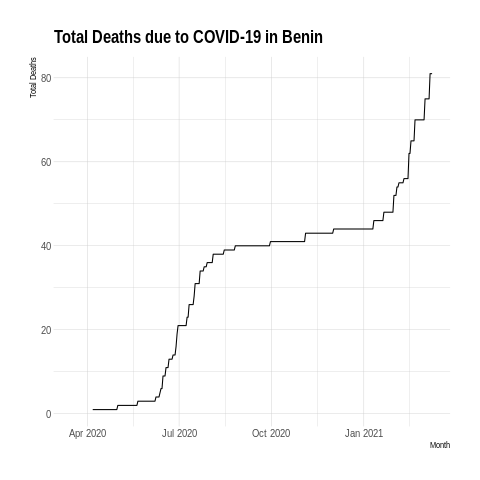 Total Deaths due to COVID-19 in Benin
Total Deaths
80
60
40
20
0
Apr 2020
Jul 2020
Oct 2020
Jan 2021
Month